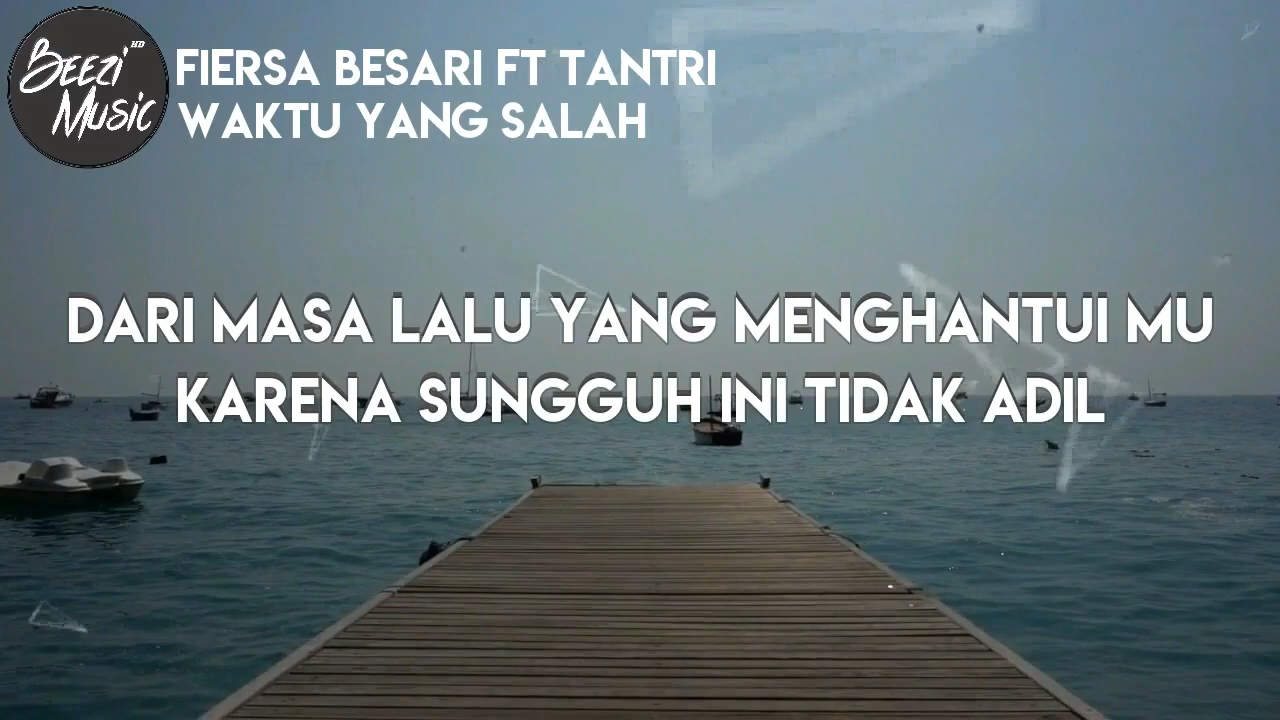 BEEZI HD
MUSIC
FIERSA BESARI FT TANTRI
WAKTU YANG SALAH
DARI MASA LALU YANG MENGHANTUI MU
KARENA SUNGGUH INI TIDAK ADIL